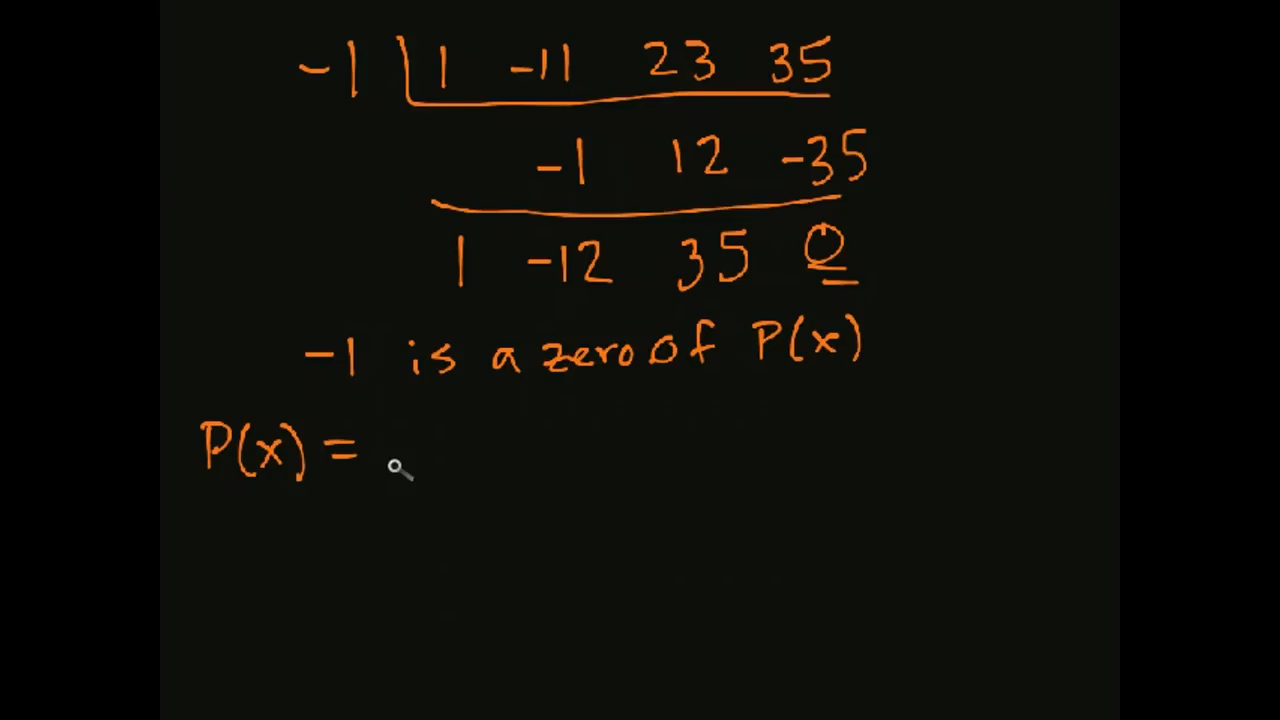 -1 1 -11 23 35
-1 12 -35
1 -12 35 0
-1 is a zero of P(x)
P(x) =